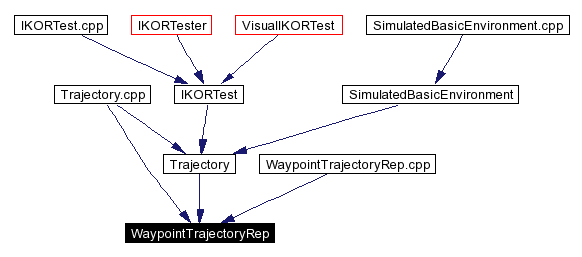 IKORTest.cpp
IKORTester
VisualIKORTest
SimulatedBasicEnvironment.cpp
Trajectory.cpp
IKORTest
SimulatedBasicEnvironment
Trajectory
WaypointTrajectoryRep.cpp
WaypointTrajectoryRep